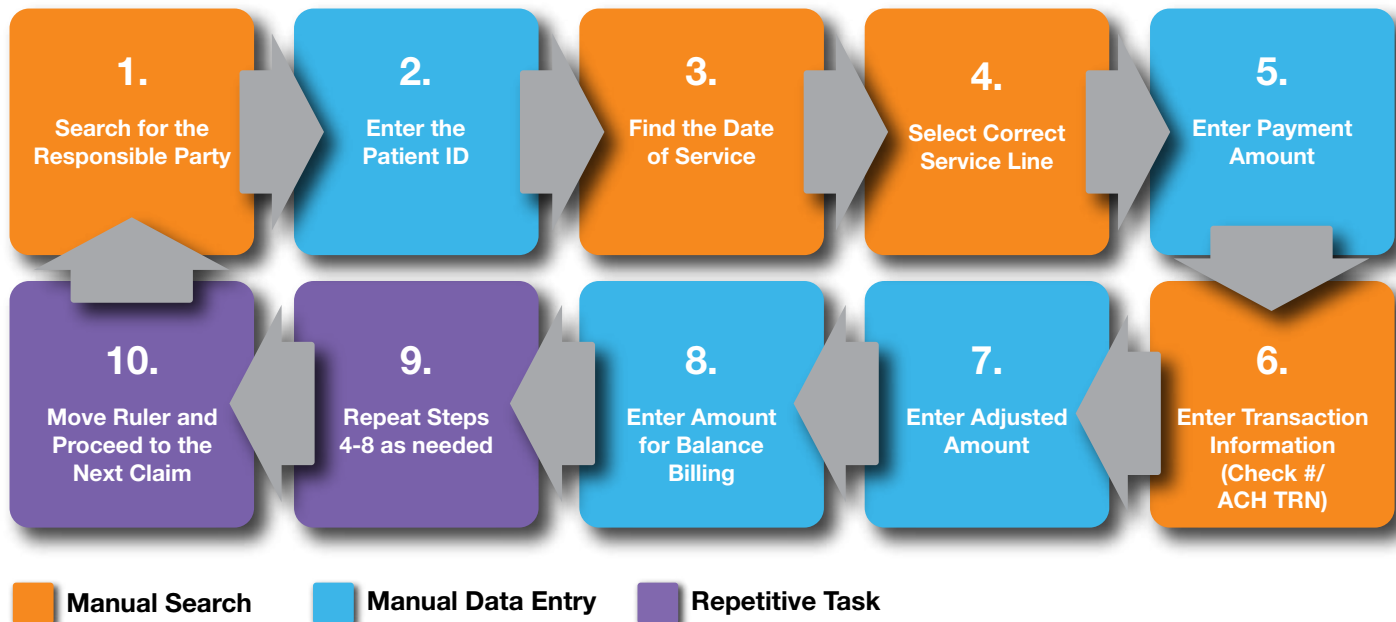 1.
Search for the
Responsible Party
2.
Enter the
Patient ID
3.
Find the Date
of Service
4.
Select Correct
Service Line
5.
Enter Payment
Amount
6.
Enter Transaction
Information
(Check #/
ACH TRN)
7.
Enter Adjusted
Amount
8.
Enter Amount
for Balance
Billing
9.
Repeat Steps
4-8 as needed
10.
Move Ruler and
Proceed to the
Next Claim
Manual Search
Manual Data Entry
Repetitive Task